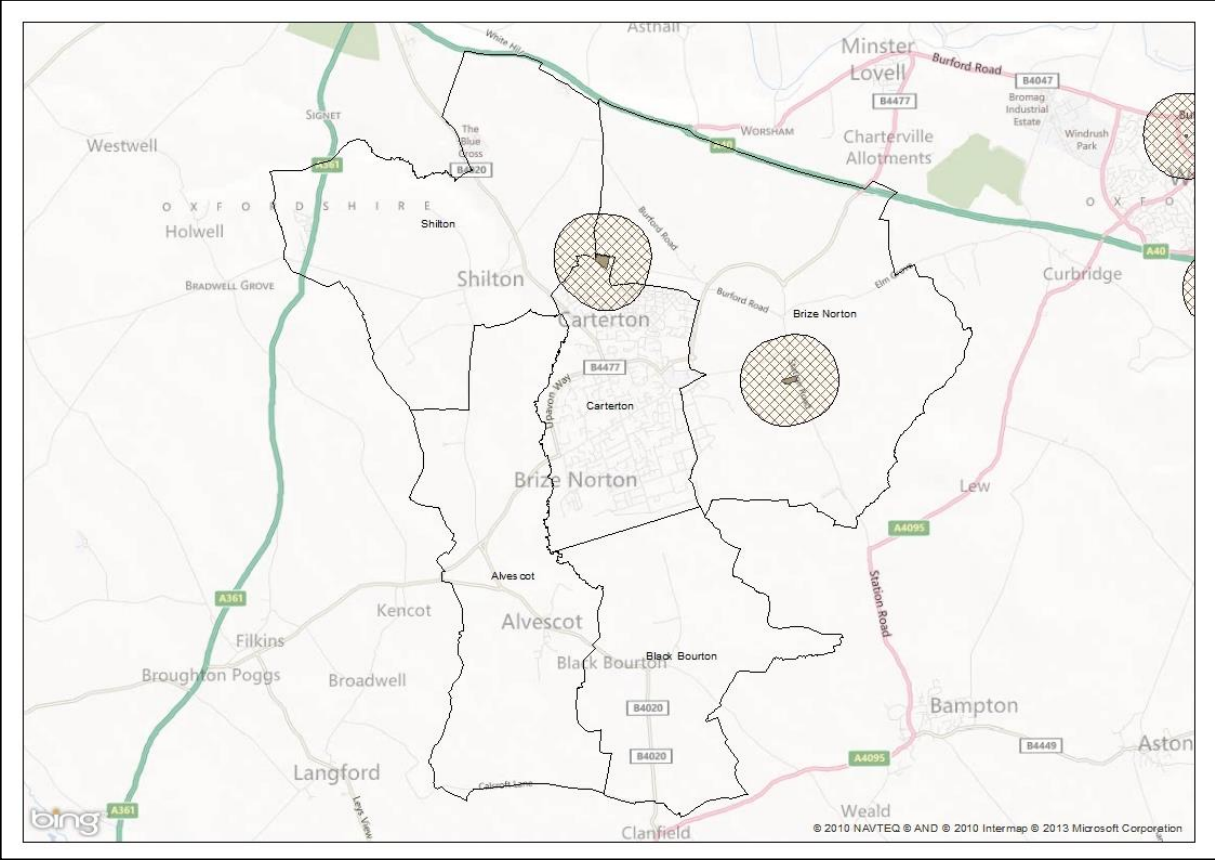 Asthall
White Hill
Minster
Lovell
Burford Road
B4047
B4477
Bromag
Industrial
Estate
SIGNET
The
Blue
Cross
Westwell
WORSHAM
Charterville
Allotments
Windrush
Park
A40
A361
B4020
OXFORDSHIRE
Shilton
Holwell
Burford Road
O X F O
A40
Shilton
BRADWELL GROVE
Elm Grove
Curbridge
Burford Road
Brize Norton
Carterton
B4477
Upavon Way
Carterton
Brize Norton
Lew
A4095
Alvescot
Station Road
A361
Kencot
Alvescot
Filkins
Black Bourton
Black Bourton
Broughton Poggs
Broadwell
B4020
Bampton
B4449
Aston
B4020
A4095
Langford
Calcroft Lane
Leys View
A361
Weald
bing
Clanfield
© 2010 NAVTEQ © AND © 2010 Intermap © 2013 Microsoft Corporation